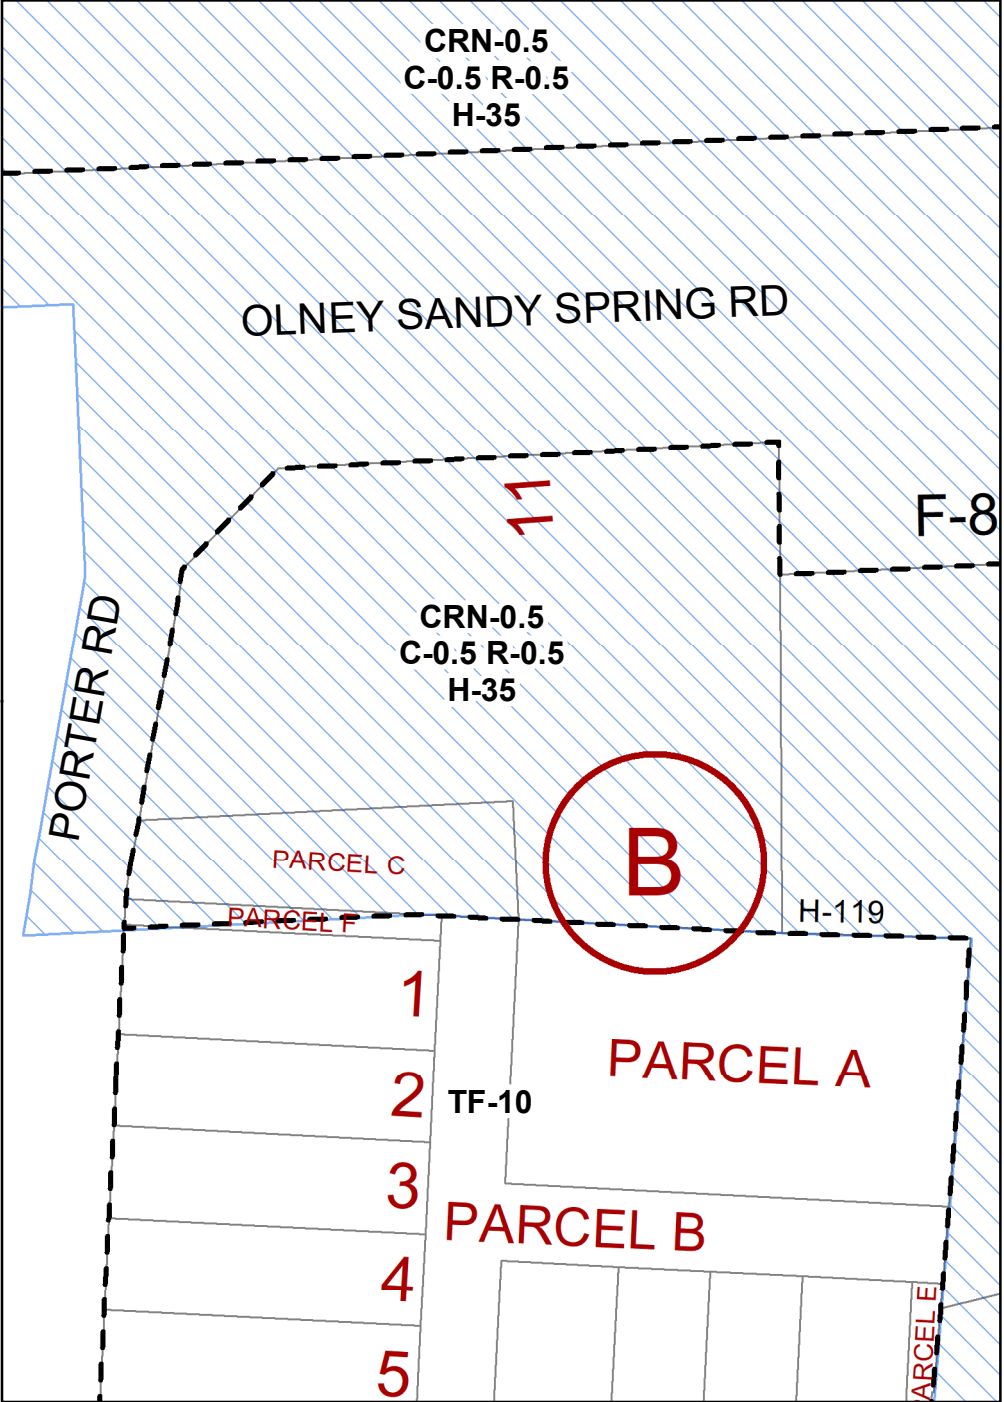 CRN-0.5
C-0.5 R-0.5
H-35
OLNEY SANDY SPRING RD
11
F-8
PORTER RD
CRN-0.5
C-0.5 R-0.5
H-35
B
PARCEL C
H-119
PARCEL F
1
PARCEL A
2
TF-10
3
PARCEL B
4
PARCEL E
5